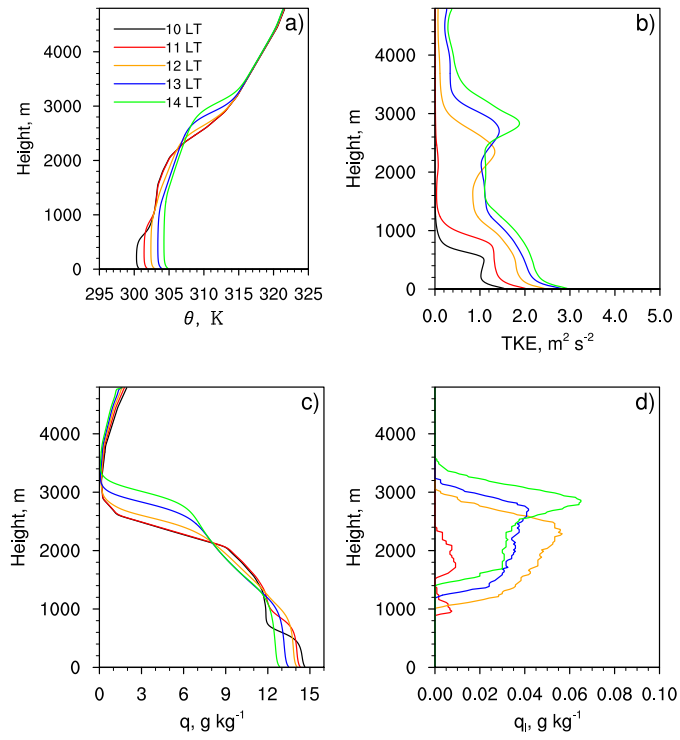 a)
10 LT
11 LT
12 LT
13 LT
14 LT
Height, m
4000
3000
2000
1000
0
295 300 305 310 315 320 325
θ, K
b)
Height, m
4000
3000
2000
1000
0
0.0 1.0 2.0 3.0 4.0 5.0
TKE, m² s⁻²
c)
Height, m
4000
3000
2000
1000
0
0 3 6 9 12 15
q, g kg⁻¹
d)
Height, m
4000
3000
2000
1000
0
0.00 0.02 0.04 0.06 0.08 0.10
qₗ, g kg⁻¹